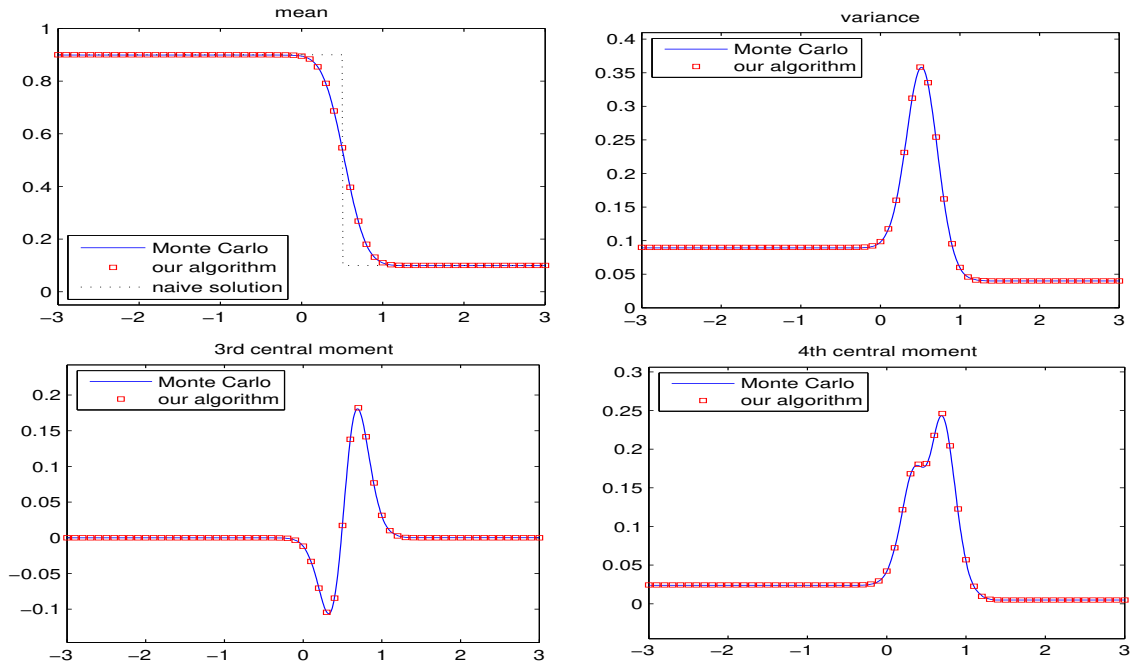 mean
1
0.8
0.6
0.4
0.2
0
Monte Carlo
our algorithm
naive solution
−3 −2 −1 0 1 2 3
variance
0.4
0.35
0.3
0.25
0.2
0.15
0.1
0.05
0
Monte Carlo
our algorithm
−3 −2 −1 0 1 2 3
3rd central moment
0.2
0.15
0.1
0.05
0
−0.05
−0.1
Monte Carlo
our algorithm
−3 −2 −1 0 1 2 3
4th central moment
0.3
0.25
0.2
0.15
0.1
0.05
0
Monte Carlo
our algorithm
−3 −2 −1 0 1 2 3